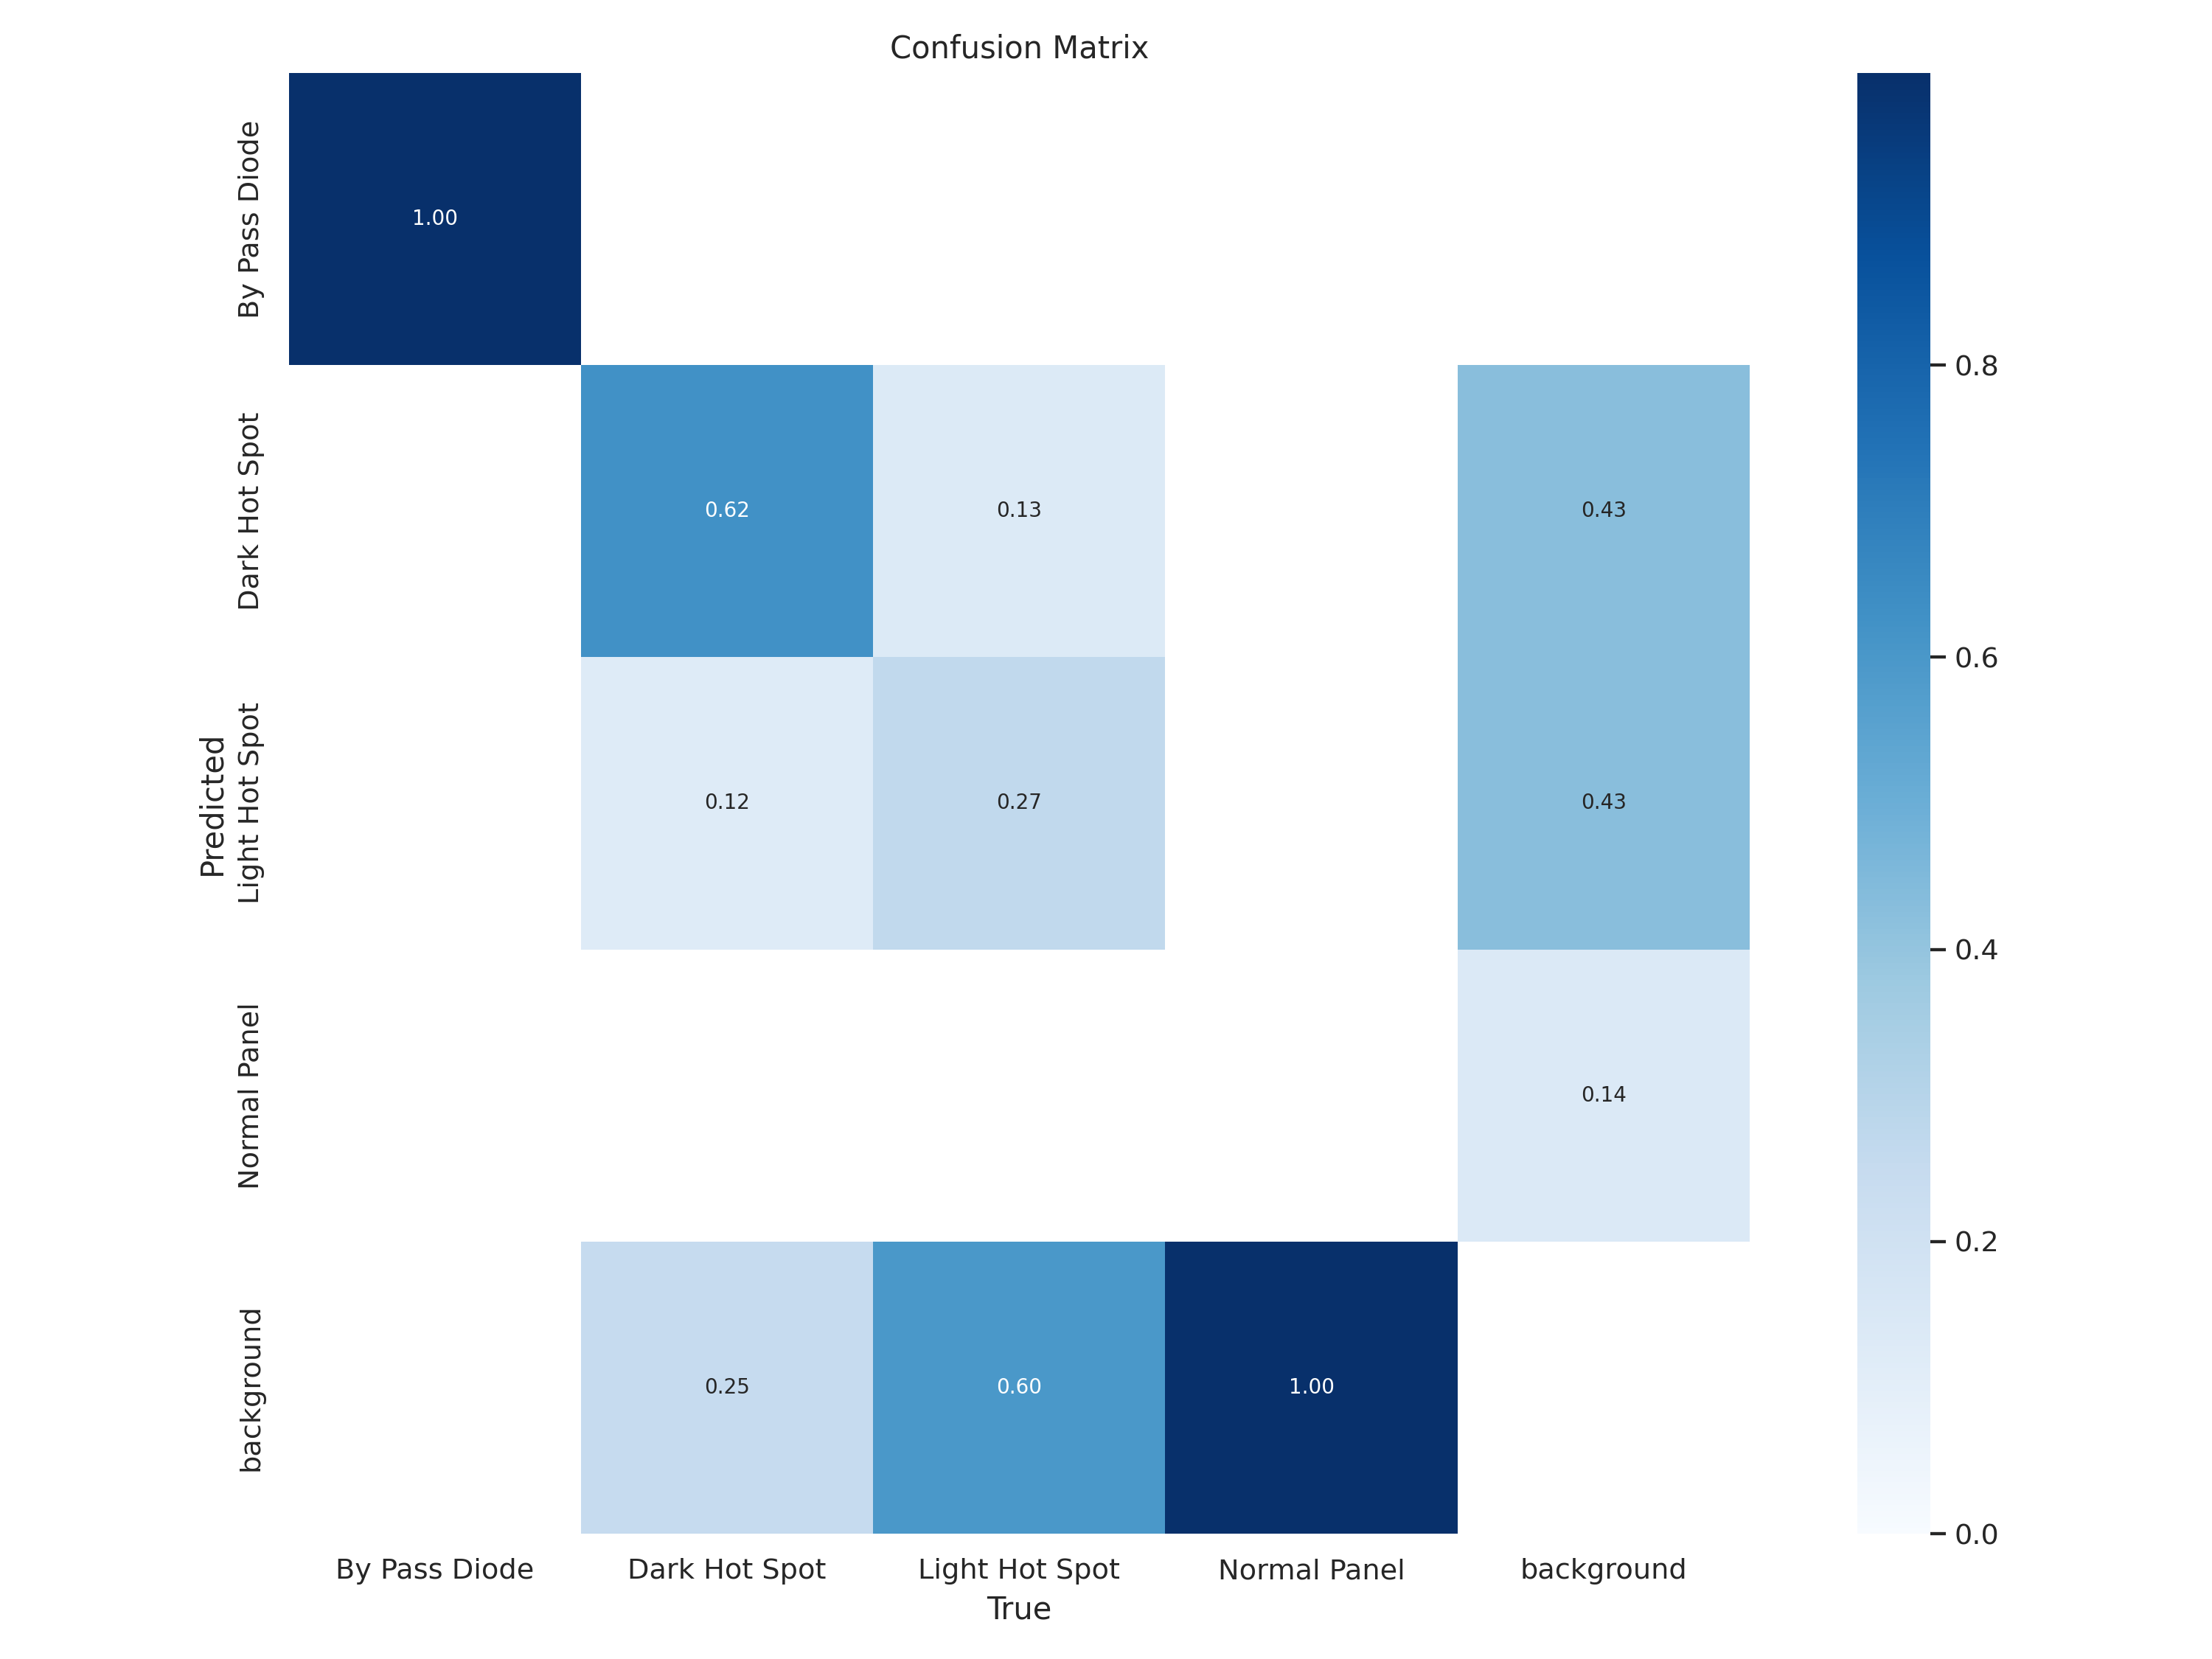 Confusion Matrix
By Pass Diode
Dark Hot Spot
Light Hot Spot
Normal Panel
background
Predicted
1.00
0.62
0.13
0.43
0.12
0.27
0.43
0.14
0.25
0.60
1.00
By Pass Diode
Dark Hot Spot
Light Hot Spot
Normal Panel
background
True
0.8
0.6
0.4
0.2
0.0